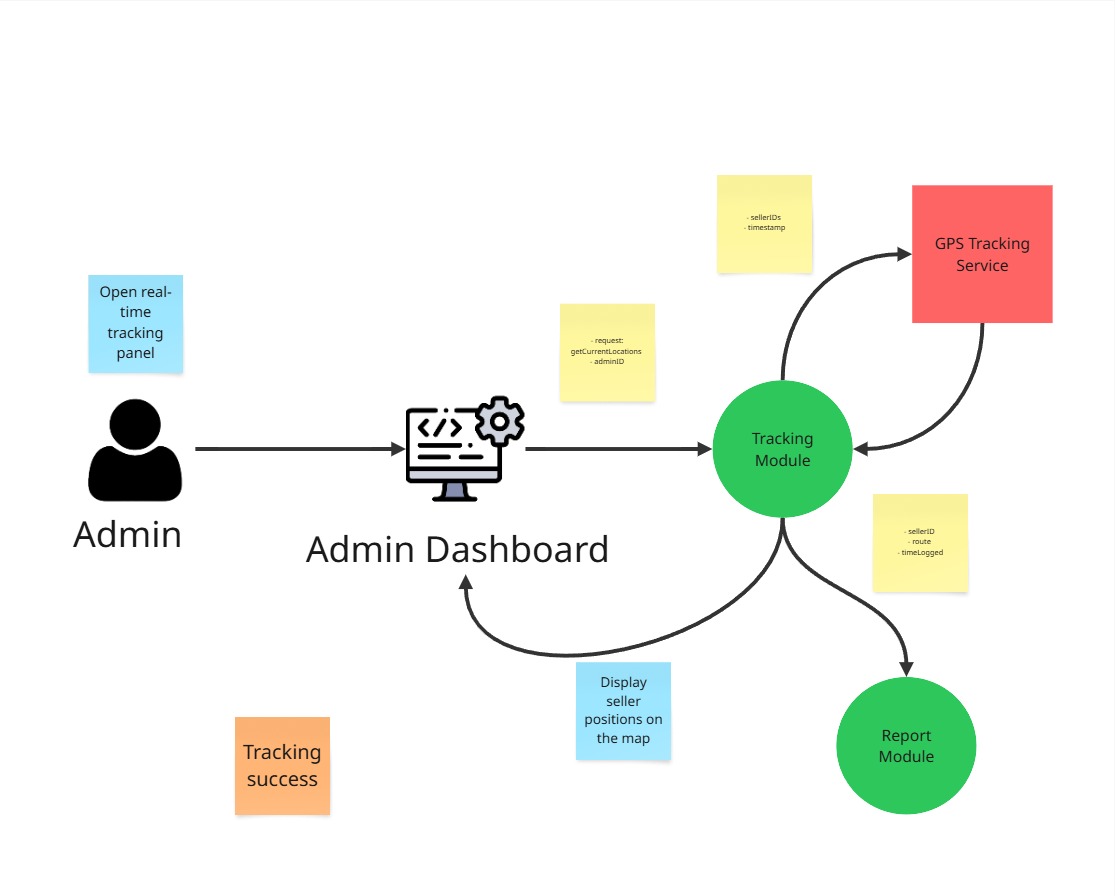 - sellerIDs
- timestamp
GPS Tracking
Service
Open real-
time
tracking
panel
- request:
getCurrentLocations
- adminID
Tracking
Module
Admin
Admin Dashboard
- sellerID
- route
- timeLogged
Display
seller
positions on
the map
Tracking
success
Report
Module